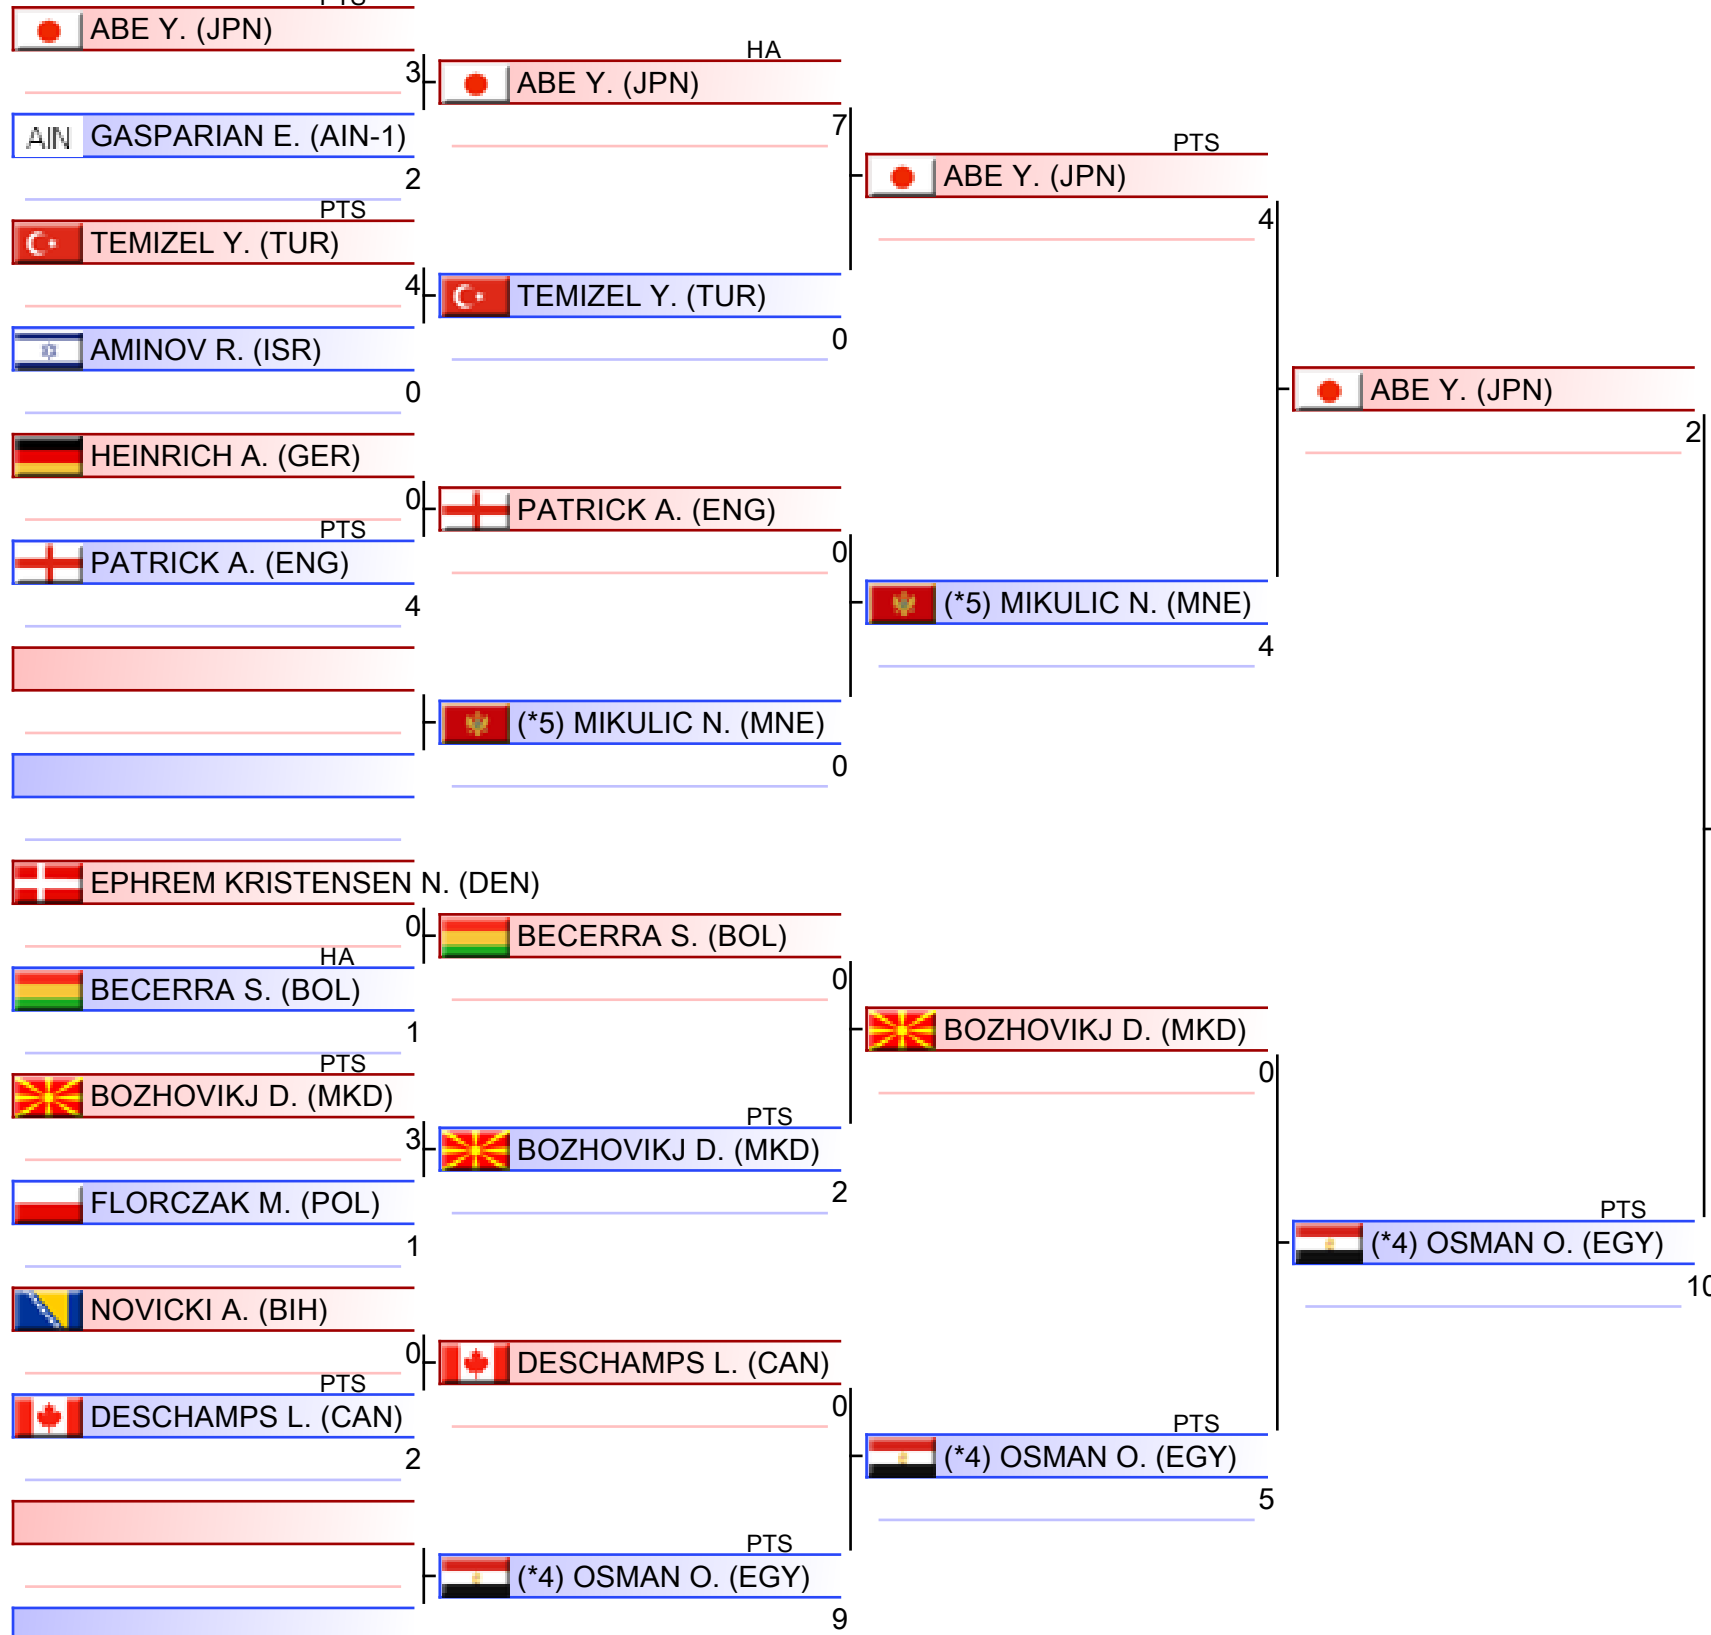 PTS
ABE Y. (JPN)
3
AIN GASPARIAN E. (AIN-1)
2
PTS
TEMIZEL Y. (TUR)
4
AMINOV R. (ISR)
0
HEINRICH A. (GER)
0
PTS
PATRICK A. (ENG)
4
EPHREM KRISTENSEN N. (DEN)
0
HA
BECERRA S. (BOL)
1
PTS
BOZHOVIKJ D. (MKD)
3
FLORCZAK M. (POL)
1
NOVICKI A. (BIH)
0
PTS
DESCHAMPS L. (CAN)
2
HA
ABE Y. (JPN)
7
TEMIZEL Y. (TUR)
0
PATRICK A. (ENG)
0
(*5) MIKULIC N. (MNE)
0
BECERRA S. (BOL)
0
PTS
BOZHOVIKJ D. (MKD)
2
DESCHAMPS L. (CAN)
0
PTS
(*4) OSMAN O. (EGY)
9
PTS
ABE Y. (JPN)
4
(*5) MIKULIC N. (MNE)
4
BOZHOVIKJ D. (MKD)
0
PTS
(*4) OSMAN O. (EGY)
5
ABE Y. (JPN)
2
PTS
(*4) OSMAN O. (EGY)
10